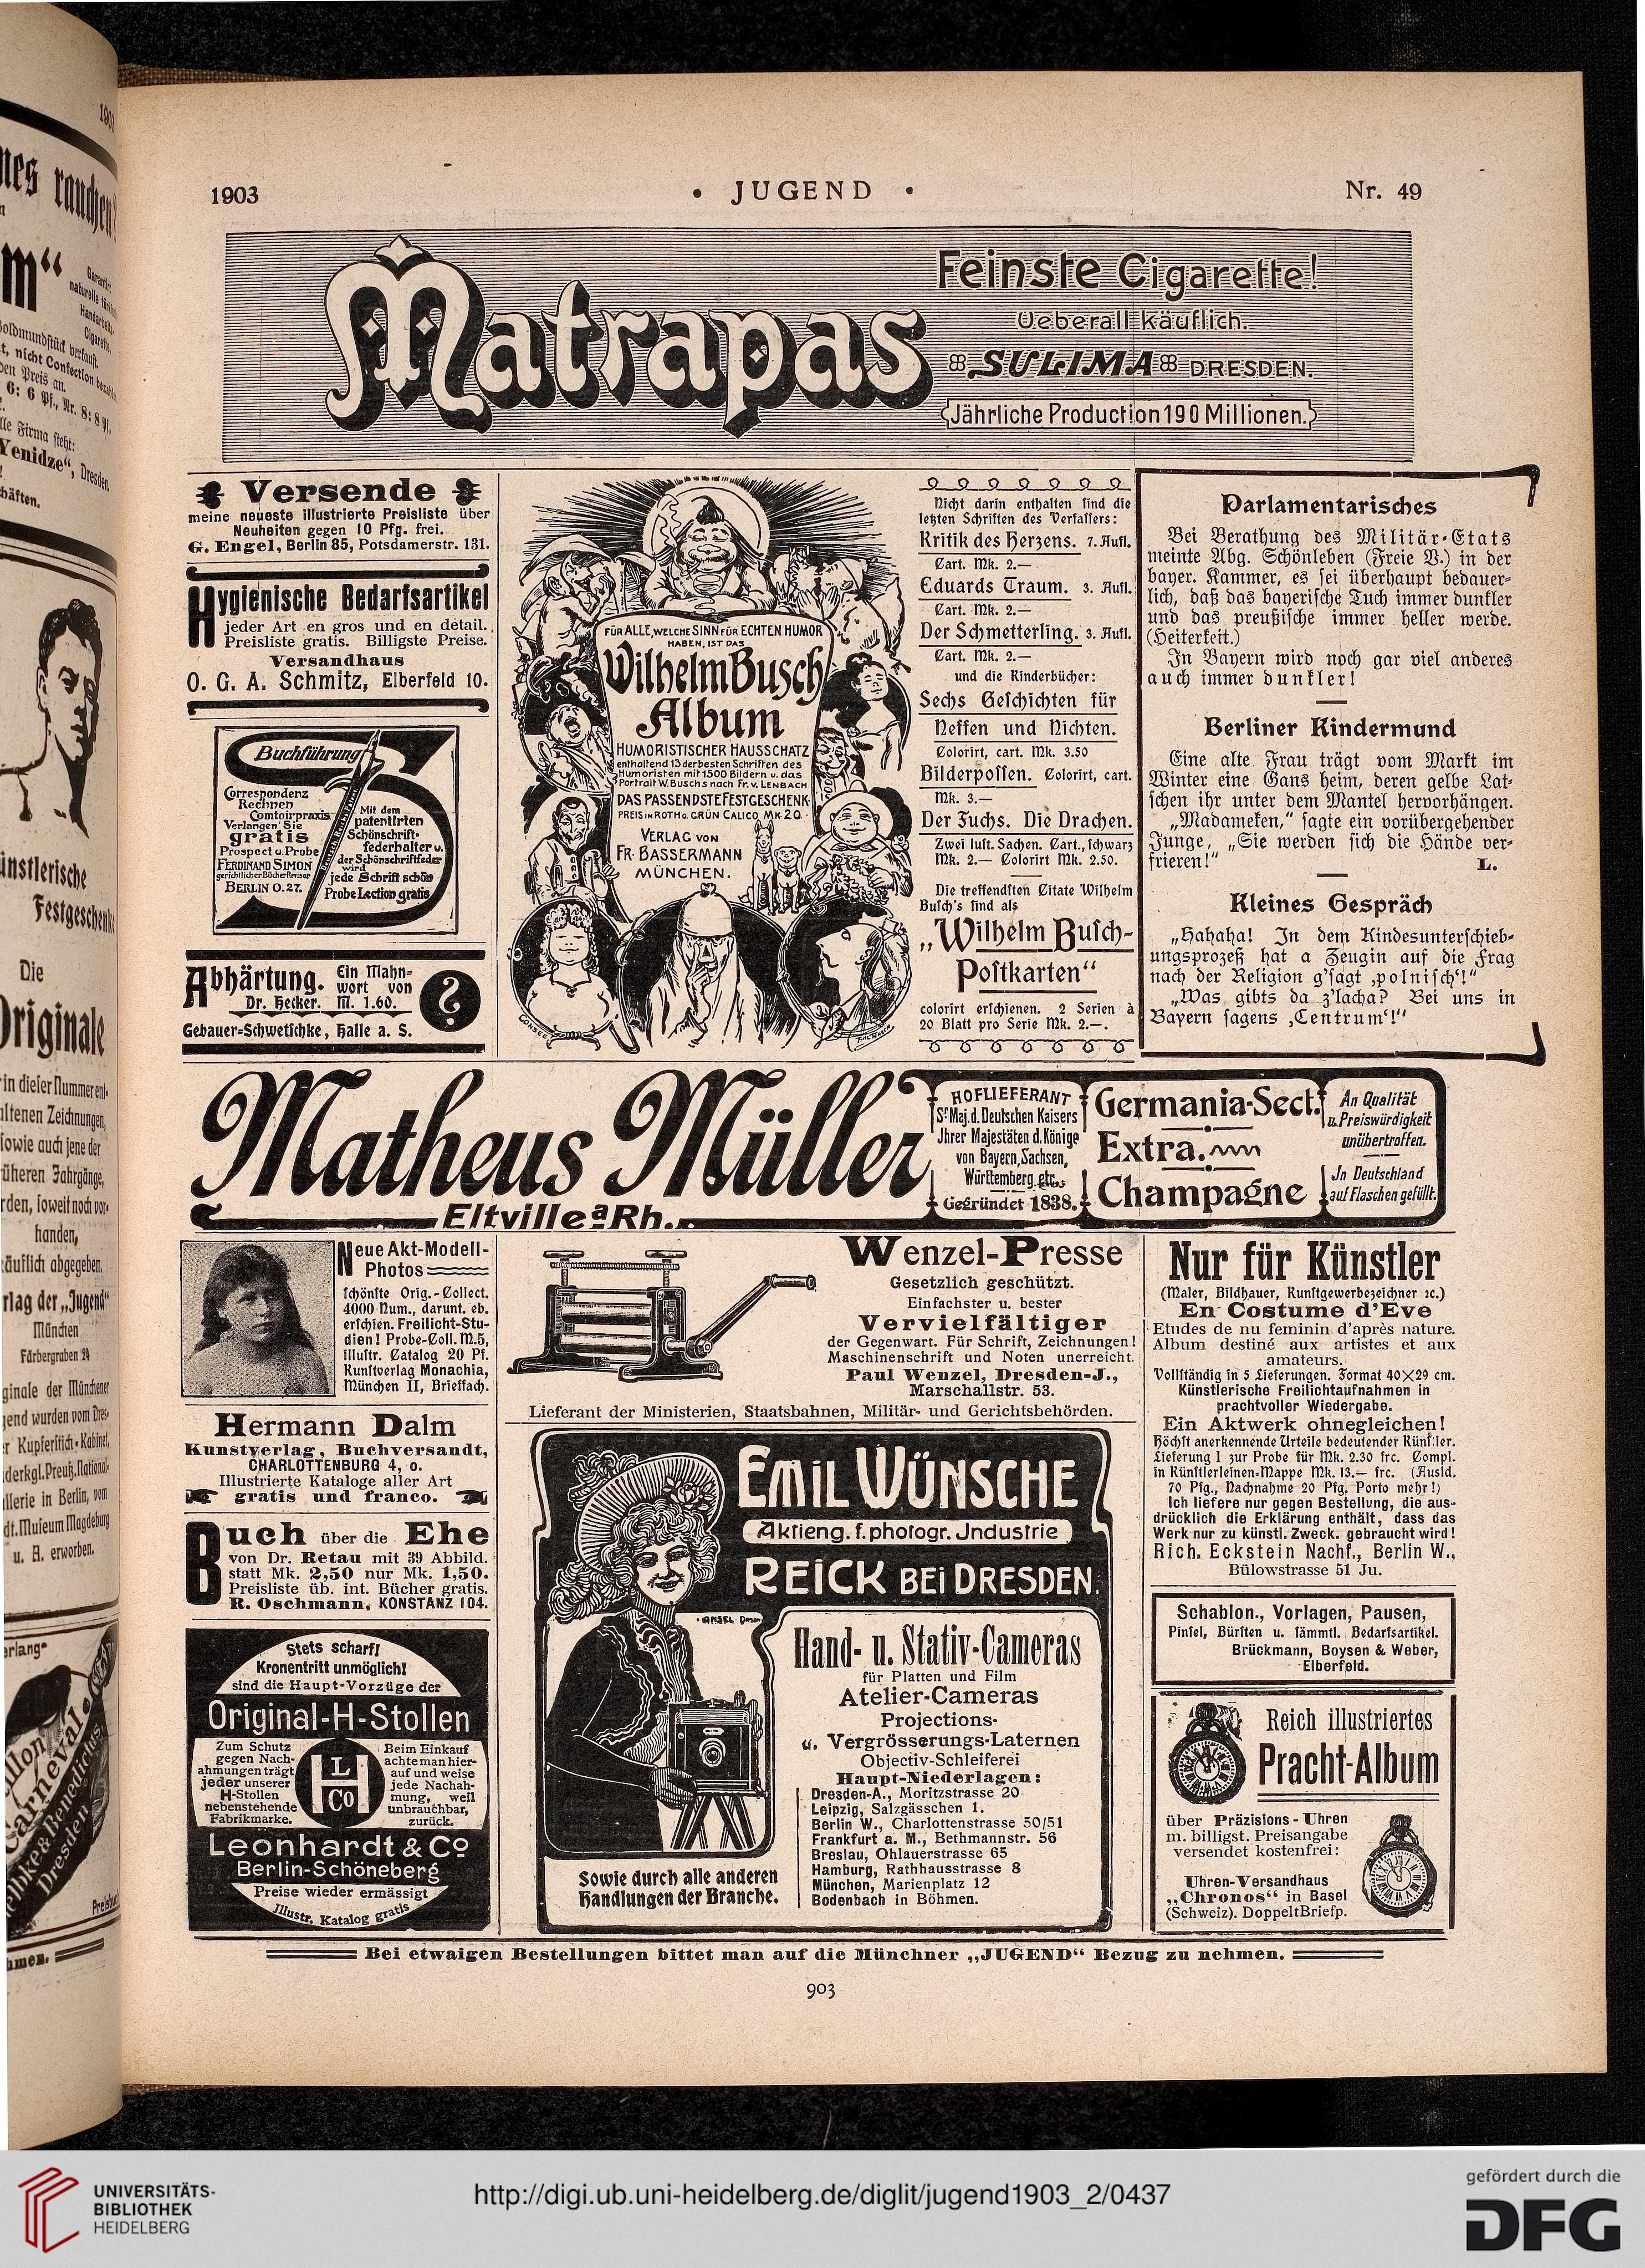 1903
• JUGEND •
Nr. 49
Matrapas
Feinste Cigarette!
Ueberall käuflich.
SULIMA DRESDEN.
Jährliche Production 190 Millionen.
Versende
meine neueste illustrierte Preisliste über
Neuheiten gegen 10 Pfg. frei.
G. Engel, Berlin 85, Potsdamerstr. 131.
Hygienische Bedarfsartikel
jeder Art en gros und en détail.
Preisliste gratis. Billigste Preise.
Versandhaus
O. G. A. Schmitz, Elberfeld 10.
Buchführung
Correspondenz
Rechnen
Comtoirpraxis
Verlangen Sie
gratis
Prospect u. Probe
FERDINAND SIMON
gerichtlicher Bücher Revisor
BERLIN O. 27.
Mit dem
patentirten
Schönschrift-
federhalter u.
der Schönschriftfeder
wird
jede Schrift schön
Probe Lection gratis
Abhärtung. Ein Mahn-
wort von
Dr. Hecker. M. 1.60.
Gebauer-Schwetschke, Halle a. S.
?
FÜR ALLE, WELCHE SINN FÜR ECHTEN HUMOR
HABEN, IST DAS
Wilhelm Busch
Album
HUMORISTISCHER HAUSSCHATZ
enthaltend 13 der besten Schriften des
Humoristen mit 1500 Bildern u. das
Portrait W. Buschs nach Fr. v. LENBACH
DAS PASSENDSTE FESTGESCHENK
PREIS IN ROTH o. GRÜN CALICO MK. 20.
VERLAG VON
FR. BASSERMANN
MÜNCHEN.
Nicht darin enthalten sind die
letzten Schriften des Verfassers:
Kritik des Herzens. 7. Aufl.
Cart. Mk. 2.—
Eduards Traum. 3. Aufl.
Cart. Mk. 2.—
Der Schmetterling. 3. Aufl.
Cart. Mk. 2.—
und die Kinderbücher:
Sechs Geschichten für
Neffen und Nichten.
Colorirt, cart. Mk. 3.50
Bilderpossen. Colorirt, cart.
Mk. 3.—
Der Fuchs. Die Drachen.
Zwei lust. Sachen. Cart., schwarz
Mk. 2.— Colorirt Mk. 2.50.
Die treffendsten Citate Wilhelm
Busch's sind als
„Wilhelm Busch-
Postkarten“
colorirt erschienen. 2 Serien à
20 Blatt pro Serie Mk. 2.—.
Parlamentarisches
Bei Berathung des Militär-Etats
meinte Abg. Schönleben (Freie V.) in der
bayer. Kammer, es sei überhaupt bedauer-
lich, daß das bayerische Tuch immer dunkler
und das preußische immer heller werde.
(Heiterkeit.)
In Bayern wird noch gar viel anderes
auch immer dunkler!
Berliner Kindermund
Eine alte Frau trägt vom Markt im
Winter eine Gans heim, deren gelbe Lat-
schen ihr unter dem Mantel hervorhängen.
„Madameken,“ sagte ein vorübergehender
Junge, „Sie werden sich die Hände ver-
frieren!“ L.
Kleines Gespräch
„Hahaha! In dem Kindesunterschieb-
ungsprozeß hat a Zeugin auf die Frag
nach der Religion g'sagt ‚polnisch‘!“
„Was gibts da z'lacha? Bei uns in
Bayern sagens ‚Centrum‘!“
Matheus Müller
Eltville a Rh.
HOFLIEFERANT
Sr. Maj. d. Deutschen Kaisers
Ihrer Majestäten d. Könige
von Bayern, Sachsen,
Württemberg, etc.
Gegründet 1838.
Germania-Sect.
Extra.
Champagne
An Qualität
u. Preiswürdigkeit
unübertroffen.
In Deutschland
auf Flaschen gefüllt.
Neue Akt-Modell-
Photos
schönste Orig.-Collect.
4000 Num., darunt. eb.
erschien. Freilicht-Stu-
dien! Probe-Coll. M. 5,
illustr. Catalog 20 Pf.
Kunstverlag Monachia,
München II, Brieffach.
Hermann Dalm
Kunstverlag, Buchversandt,
CHARLOTTENBURG 4, o.
Illustrierte Kataloge aller Art
gratis und franco.
Buch über die Ehe
von Dr. Retau mit 39 Abbild.
statt Mk. 2,50 nur Mk. 1,50.
Preisliste üb. int. Bücher gratis.
R. Oschmann, KONSTANZ 104.
Stets scharf!
Kronentritt unmöglich!
sind die Haupt-Vorzüge der
Original-H-Stollen
Zum Schutz
gegen Nach-
ahmungen trägt
jeder unserer
H-Stollen
nebenstehende
Fabrikmarke.
L
H
CO
Beim Einkauf
achte man hier-
auf und weise
jede Nachah-
mung, weil
unbrauchbar,
zurück.
Leonhardt & Co
Berlin-Schöneberg
Preise wieder ermässigt
Jllustr. Katalog gratis
Wenzel-Presse
Gesetzlich geschützt.
Einfachster u. bester
Vervielfältiger
der Gegenwart. Für Schrift, Zeichnungen!
Maschinenschrift und Noten unerreicht.
Paul Wenzel, Dresden-J.,
Marschallstr. 53.
Lieferant der Ministerien, Staatsbahnen, Militär- und Gerichtsbehörden.
EMIL WÜNSCHE
Aktieng. f. photogr. Jndustrie
REICK BEI DRESDEN.
Hand- u. Stativ-Cameras
für Platten und Film
Atelier-Cameras
Projections-
u. Vergrösserungs-Laternen
Objectiv-Schleiferei
Haupt-Niederlagen:
Dresden-A., Moritzstrasse 20
Leipzig, Salzgässchen 1.
Berlin W., Charlottenstrasse 50/51
Frankfurt a. M., Bethmannstr. 56
Breslau, Ohlauerstrasse 65
Hamburg, Rathhausstrasse 8
München, Marienplatz 12
Bodenbach in Böhmen.
Sowie durch alle anderen
Handlungen der Branche.
Nur für Künstler
(Maler, Bildhauer, Kunstgewerbezeichner ꝛc.)
En Costume d'Eve
Etudes de nu feminin d'après nature.
Album destiné aux artistes et aux
amateurs.
Vollständig in 5 Lieferungen. Format 40×29 cm.
Künstlerische Freilichtaufnahmen in
prachtvoller Wiedergabe.
Ein Aktwerk ohnegleichen!
Höchst anerkennende Urteile bedeutender Künstler.
Lieferung 1 zur Probe für Mk. 2.30 frc. Compl.
in Künstlerleinen-Mappe Mk. 13.— frc. (Ausld.
70 Pfg., Nachnahme 20 Pfg. Porto mehr!)
Ich liefere nur gegen Bestellung, die aus-
drücklich die Erklärung enthält, dass das
Werk nur zu künstl. Zweck. gebraucht wird!
Rich. Eckstein Nachf., Berlin W.,
Bülowstrasse 51 Ju.
Schablon., Vorlagen, Pausen,
Pinsel, Bürsten u. sämmtl. Bedarfsartikel.
Brückmann, Boysen & Weber,
Elberfeld.
Reich illustriertes
Pracht-Album
über Präzisions-Uhren
m. billigst. Preisangabe
versendet kostenfrei:
Uhren-Versandhaus
„Chronos“ in Basel
(Schweiz). Doppelt Briefp.
Bei etwaigen Bestellungen bittet man auf die Münchner „JUGEND“ Bezug zu nehmen.
903
UNIVERSITÄTS-
BIBLIOTHEK
HEIDELBERG
http://digi.ub.uni-heidelberg.de/diglit/jugend1903_2/0437
gefördert durch die
DFG